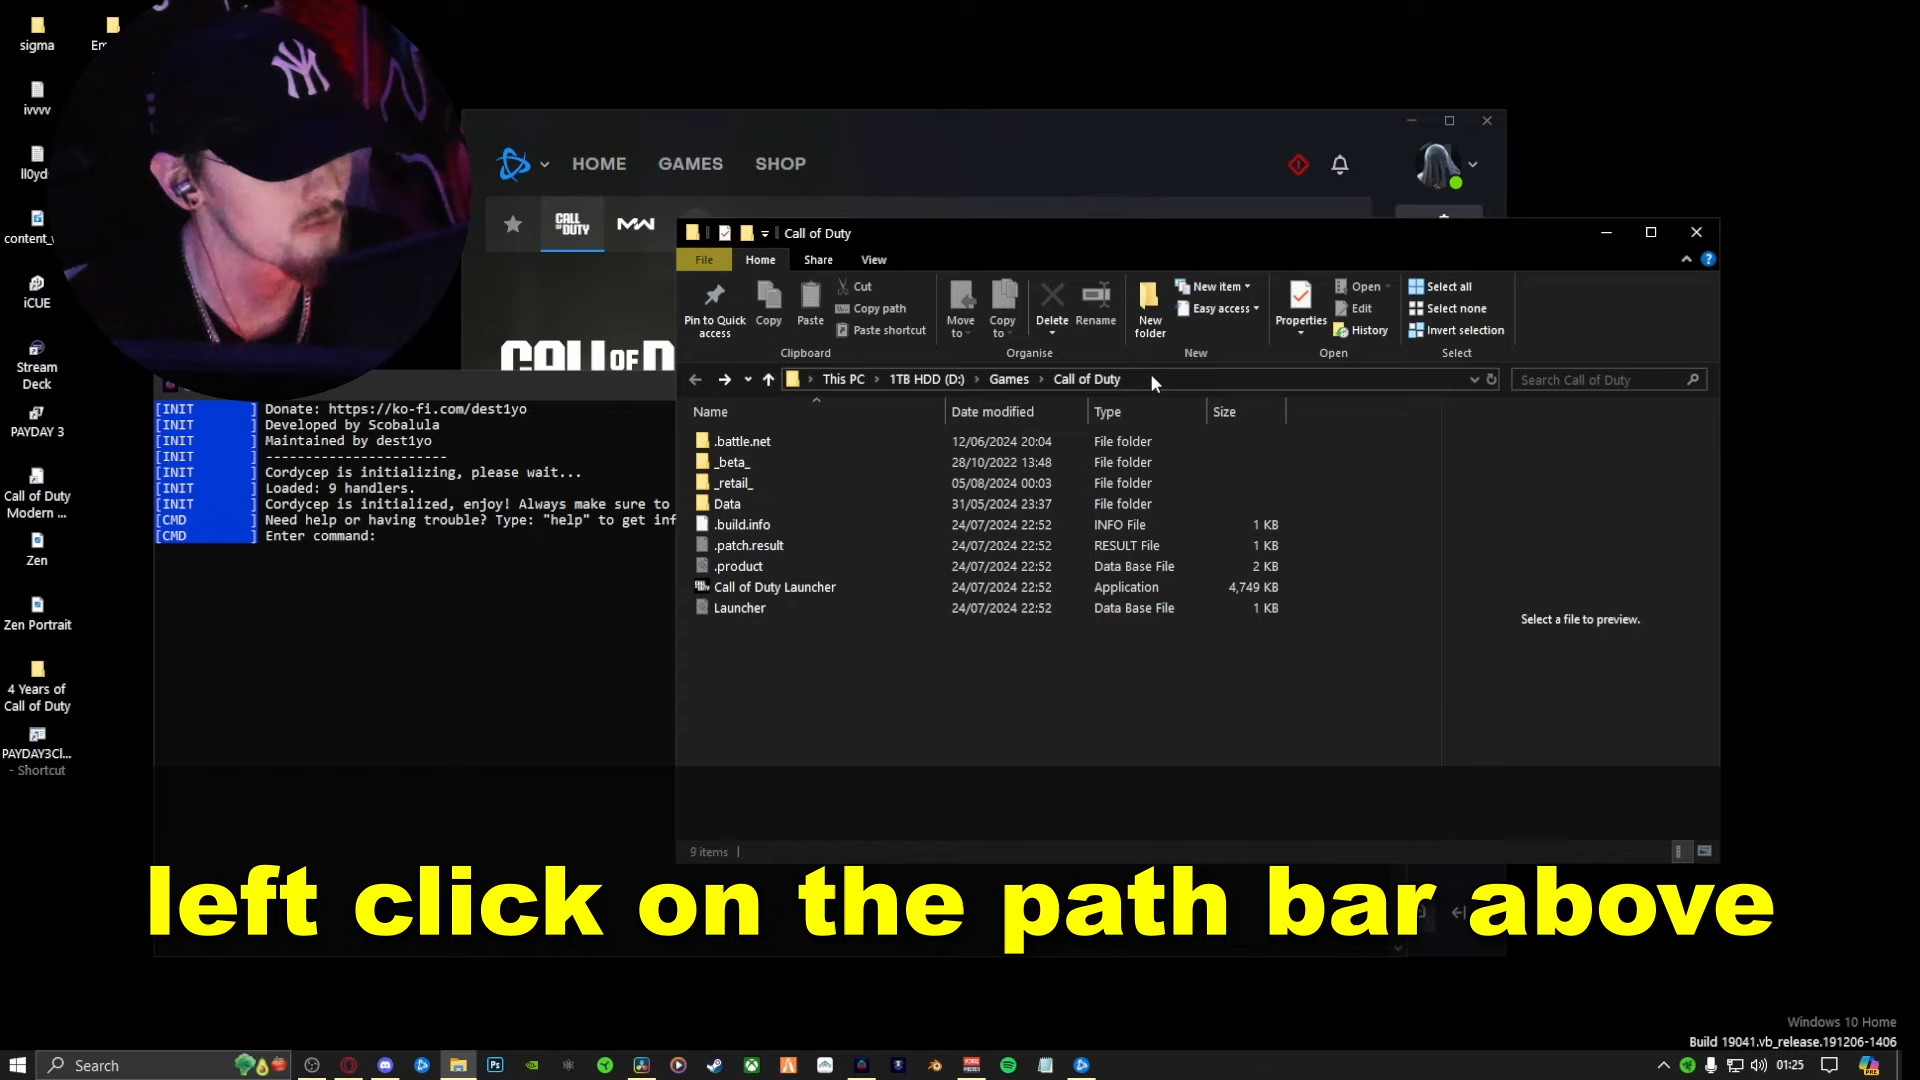 sigma
ivvvv
ll0yd
iCUE
Stream
Deck
PAYDAY 3
Call of Duty
Modern ...
Zen
Zen Portrait
4 Years of
Call of Duty
PAYDAY3Cl...
- Shortcut
HOME GAMES SHOP
CALL OF DUTY
Call of Duty
File Home Share View
Pin to Quick access
Copy
Paste
Cut
Copy path
Paste shortcut
Move to
Copy to
Delete
Rename
New folder
New item
Easy access
Properties
Open
Edit
History
Select all
Select none
Invert selection
Clipboard Organise New Open Select
This PC 1TB HDD (D:) Games Call of Duty
Search Call of Duty
Name Date modified Type Size
.battle.net 12/06/2024 20:04 File folder
_beta_ 28/10/2022 13:48 File folder
_retail_ 05/08/2024 00:03 File folder
Data 31/05/2024 23:37 File folder
.build.info 24/07/2024 22:52 INFO File 1 KB
.patch.result 24/07/2024 22:52 RESULT File 1 KB
.product 24/07/2024 22:52 Data Base File 2 KB
Call of Duty Launcher 24/07/2024 22:52 Application 4,749 KB
Launcher 24/07/2024 22:52 Data Base File 1 KB
Select a file to preview.
9 items
[INIT ] Donate: https://ko-fi.com/dest1yo
[INIT ] Developed by Scobalula
[INIT ] Maintained by dest1yo
[INIT ] -----------------------
[INIT ] Cordycep is initializing, please wait...
[INIT ] Loaded: 9 handlers.
[INIT ] Cordycep is initialized, enjoy! Always make sure to
[CMD ] Need help or having trouble? Type: "help" to get inf
[CMD ] Enter command:
left click on the path bar above
Windows 10 Home
Build 19041.vb_release.191206-1406
Search
01:25